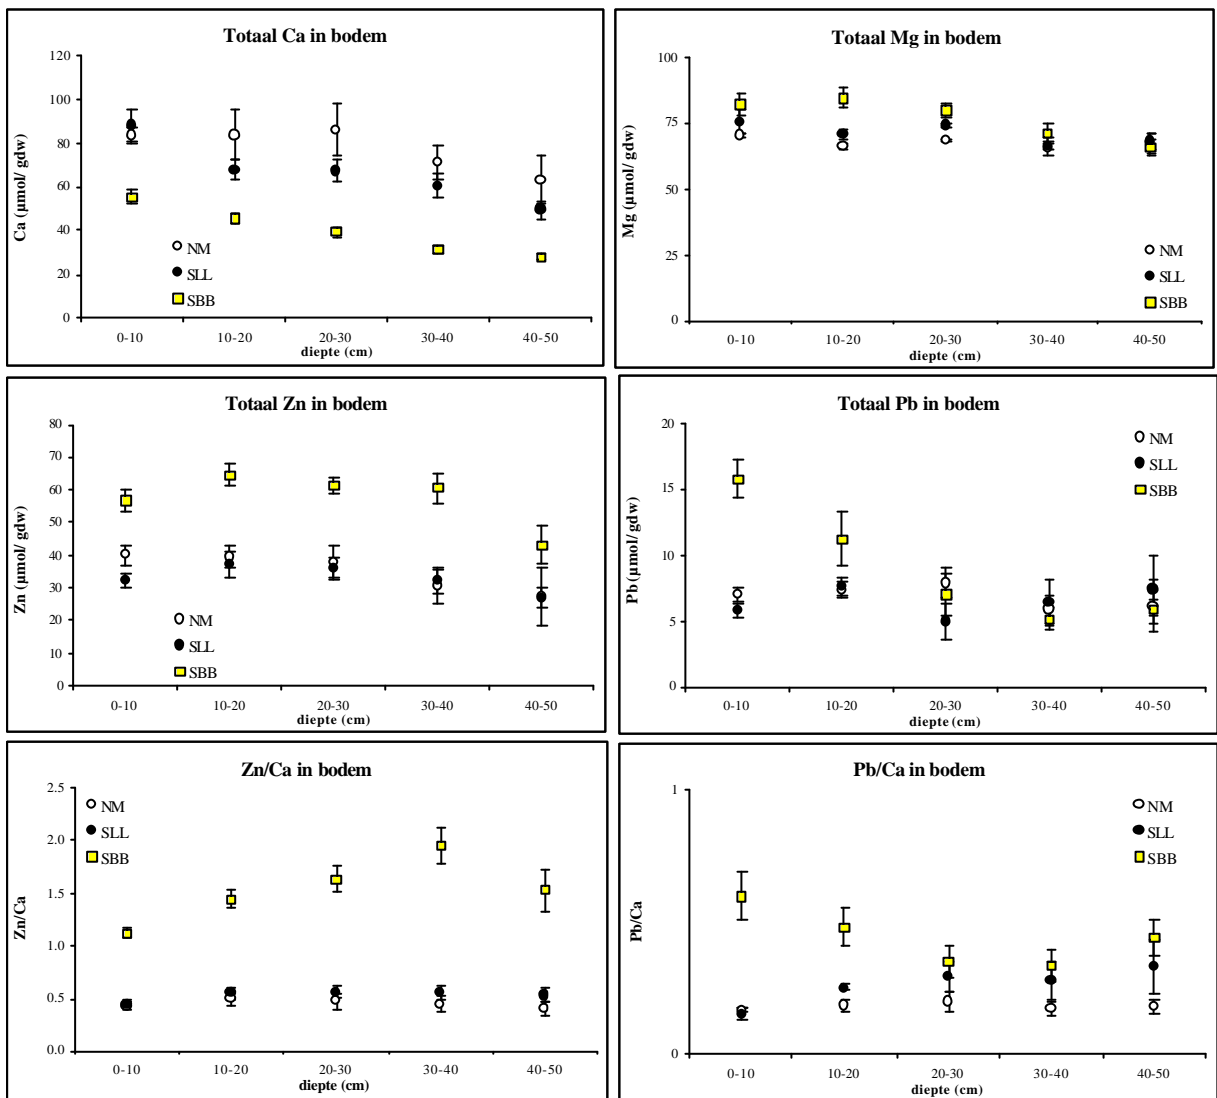 Totaal Ca in bodem
120
100
80
60
40
20
0
Ca (µmol/ gdw)
NM
SLL
SBB
0-10
10-20
20-30
30-40
40-50
diepte (cm)
Totaal Mg in bodem
100
75
50
25
0
Mg (µmol/ gdw)
NM
SLL
SBB
0-10
10-20
20-30
30-40
40-50
diepte (cm)
Totaal Zn in bodem
80
70
60
50
40
30
20
10
0
Zn (µmol/ gdw)
NM
SLL
SBB
0-10
10-20
20-30
30-40
40-50
diepte (cm)
Totaal Pb in bodem
20
15
10
5
0
Pb (µmol/ gdw)
NM
SLL
SBB
0-10
10-20
20-30
30-40
40-50
diepte (cm)
Zn/Ca in bodem
2.5
2.0
1.5
1.0
0.5
0.0
Zn/Ca
NM
SLL
SBB
0-10
10-20
20-30
30-40
40-50
diepte (cm)
Pb/Ca in bodem
1
0
Pb/Ca
NM
SLL
SBB
0-10
10-20
20-30
30-40
40-50
diepte (cm)